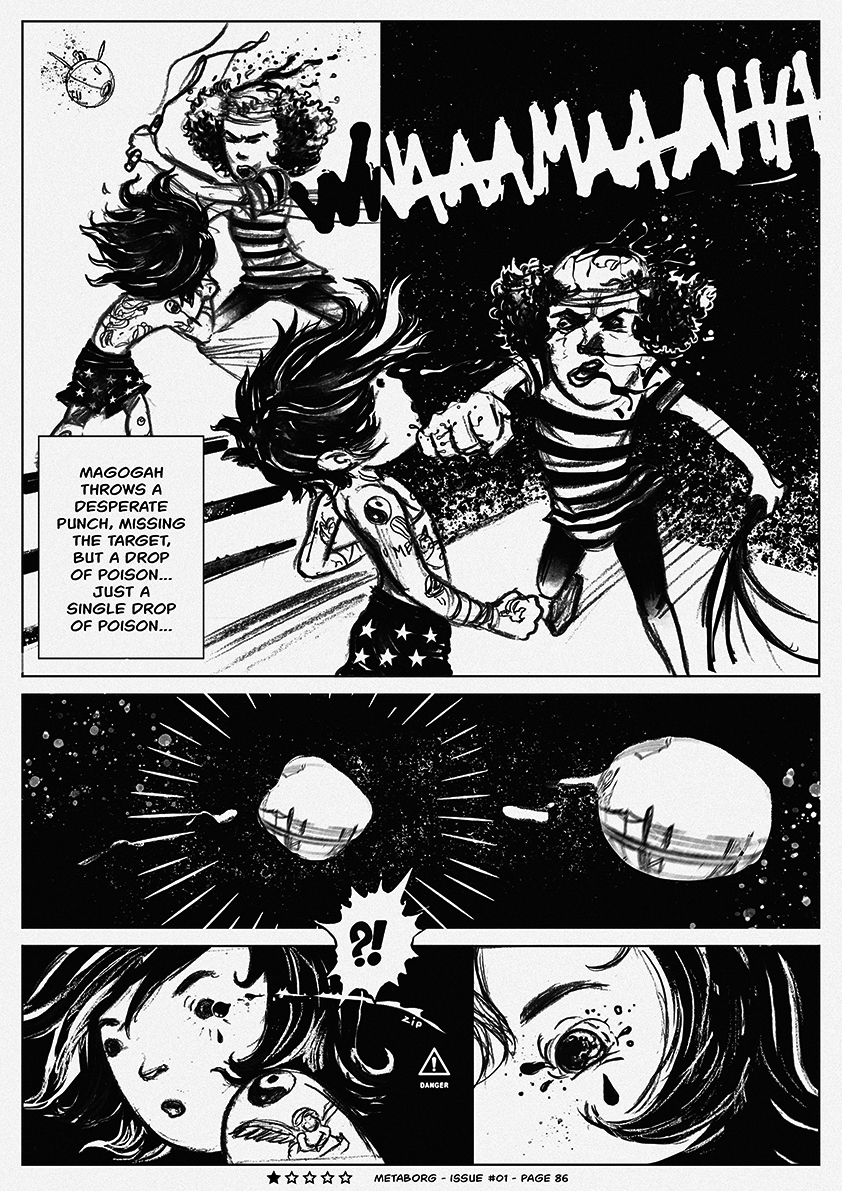 WWAAAMAAAHH
MAGOGAH
THROWS A
DESPERATE
PUNCH, MISSING
THE TARGET,
BUT A DROP
OF POISON...
JUST A
SINGLE DROP
OF POISON...
?!
ZIP
!
DANGER
METABORG - ISSUE #01 - PAGE 86